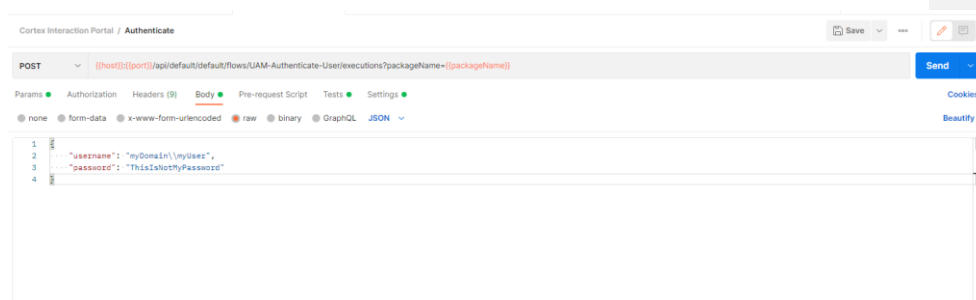 Cortex Interaction Portal / Authenticate
Save
POST {{host}}:{{port}}/api/default/default/flows/UAM-Authenticate-User/executions?packageName={{packageName}}
Send
Params Authorization Headers (9) Body Pre-request Script Tests Settings Cookies
none form-data x-www-form-urlencoded raw binary GraphQL JSON Beautify
1 {
2 "username": "myDomain\\myUser",
3 "password": "ThisIsNotMyPassword"
4 }